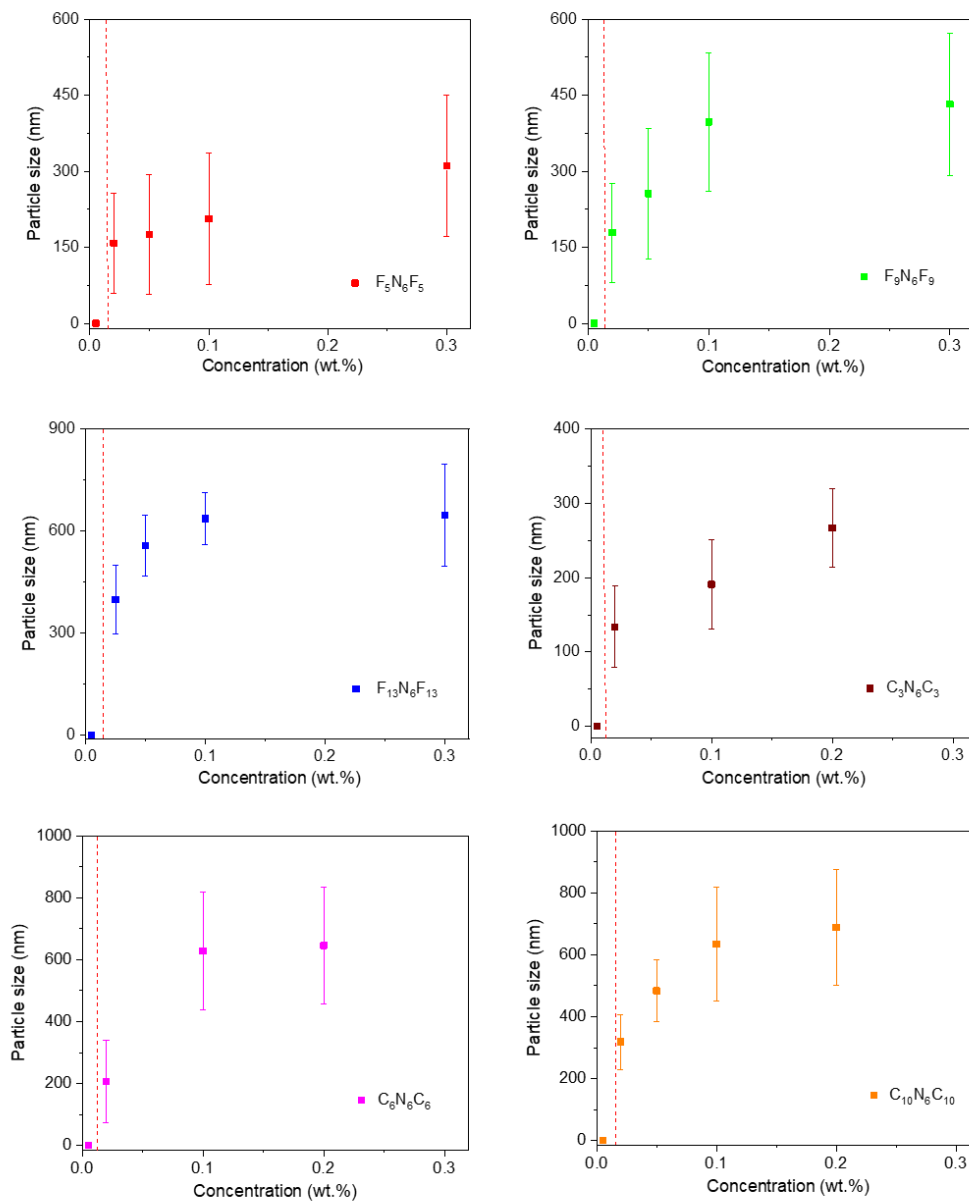 600
450
300
150
0
Particle size (nm)
F₅N₆F₅
0.0 0.1 0.2 0.3
Concentration (wt.%)
600
450
300
150
0
Particle size (nm)
F₉N₆F₉
0.0 0.1 0.2 0.3
Concentration (wt.%)
900
600
300
0
Particle size (nm)
F₁₃N₆F₁₃
0.0 0.1 0.2 0.3
Concentration (wt.%)
400
300
200
100
0
Particle size (nm)
C₃N₆C₃
0.0 0.1 0.2 0.3
Concentration (wt.%)
1000
800
600
400
200
0
Particle size (nm)
C₆N₆C₆
0.0 0.1 0.2 0.3
Concentration (wt.%)
1000
800
600
400
200
0
Particle size (nm)
C₁₀N₆C₁₀
0.0 0.1 0.2 0.3
Concentration (wt.%)